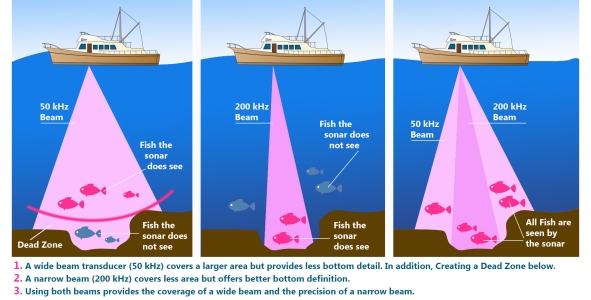 50 kHz
Beam
Fish the
sonar
does see
Dead Zone
Fish the
sonar does
not see
200 kHz
Beam
Fish the
sonar does
not see
Fish the
sonar
does see
50 kHz
Beam
200 kHz
Beam
All Fish are
seen by
the sonar
1. A wide beam transducer (50 kHz) covers a larger area but provides less bottom detail. In addition, Creating a Dead Zone below.
2. A narrow beam (200 kHz) covers less area but offers better bottom definition.
3. Using both beams provides the coverage of a wide beam and the precision of a narrow beam.